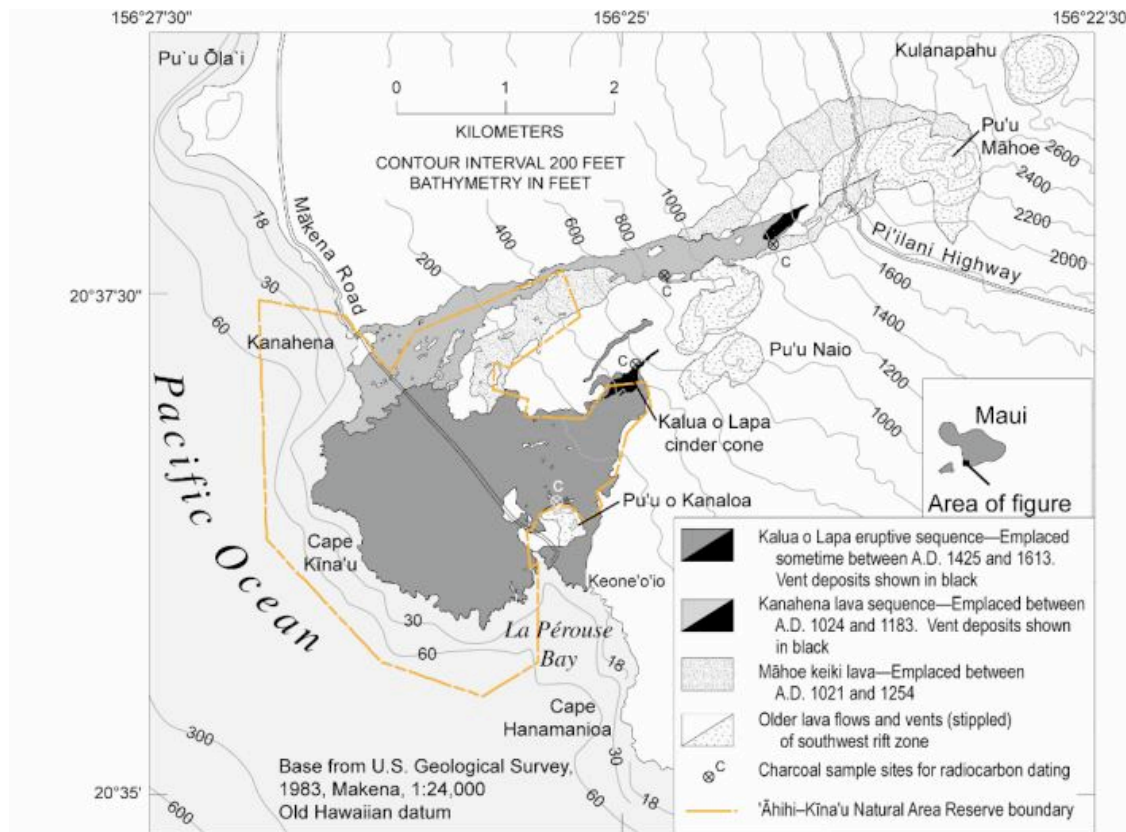 156°27'30"
156°25'
156°22'30"
Pu`u Ōla`i
Kulanapahu
0 1 2
KILOMETERS
CONTOUR INTERVAL 200 FEET
BATHYMETRY IN FEET
Pu'u
Māhoe
2600
2400
2200
2000
18
Mākena Road
1000
800
600
400
200
C
C
Pi'ilani Highway
1600
1400
1200
1000
30
60
20°37'30"
Kanahena
Pu'u Naio
C
Kalua o Lapa
cinder cone
Maui
Area of figure
Pacific Ocean
C
Pu'u o Kanaloa
Cape
Kīna'u
Keone'o'io
30
60
La Pérouse
Bay
18
Cape
Hanamanioa
30
60
18
300
600
20°35'
Base from U.S. Geological Survey,
1983, Makena, 1:24,000
Old Hawaiian datum
Kalua o Lapa eruptive sequence—Emplaced
sometime between A.D. 1425 and 1613.
Vent deposits shown in black
Kanahena lava sequence—Emplaced between
A.D. 1024 and 1183. Vent deposits shown
in black
Māhoe keiki lava—Emplaced between
A.D. 1021 and 1254
Older lava flows and vents (stippled)
of southwest rift zone
C Charcoal sample sites for radiocarbon dating
'Āhihi–Kīna'u Natural Area Reserve boundary